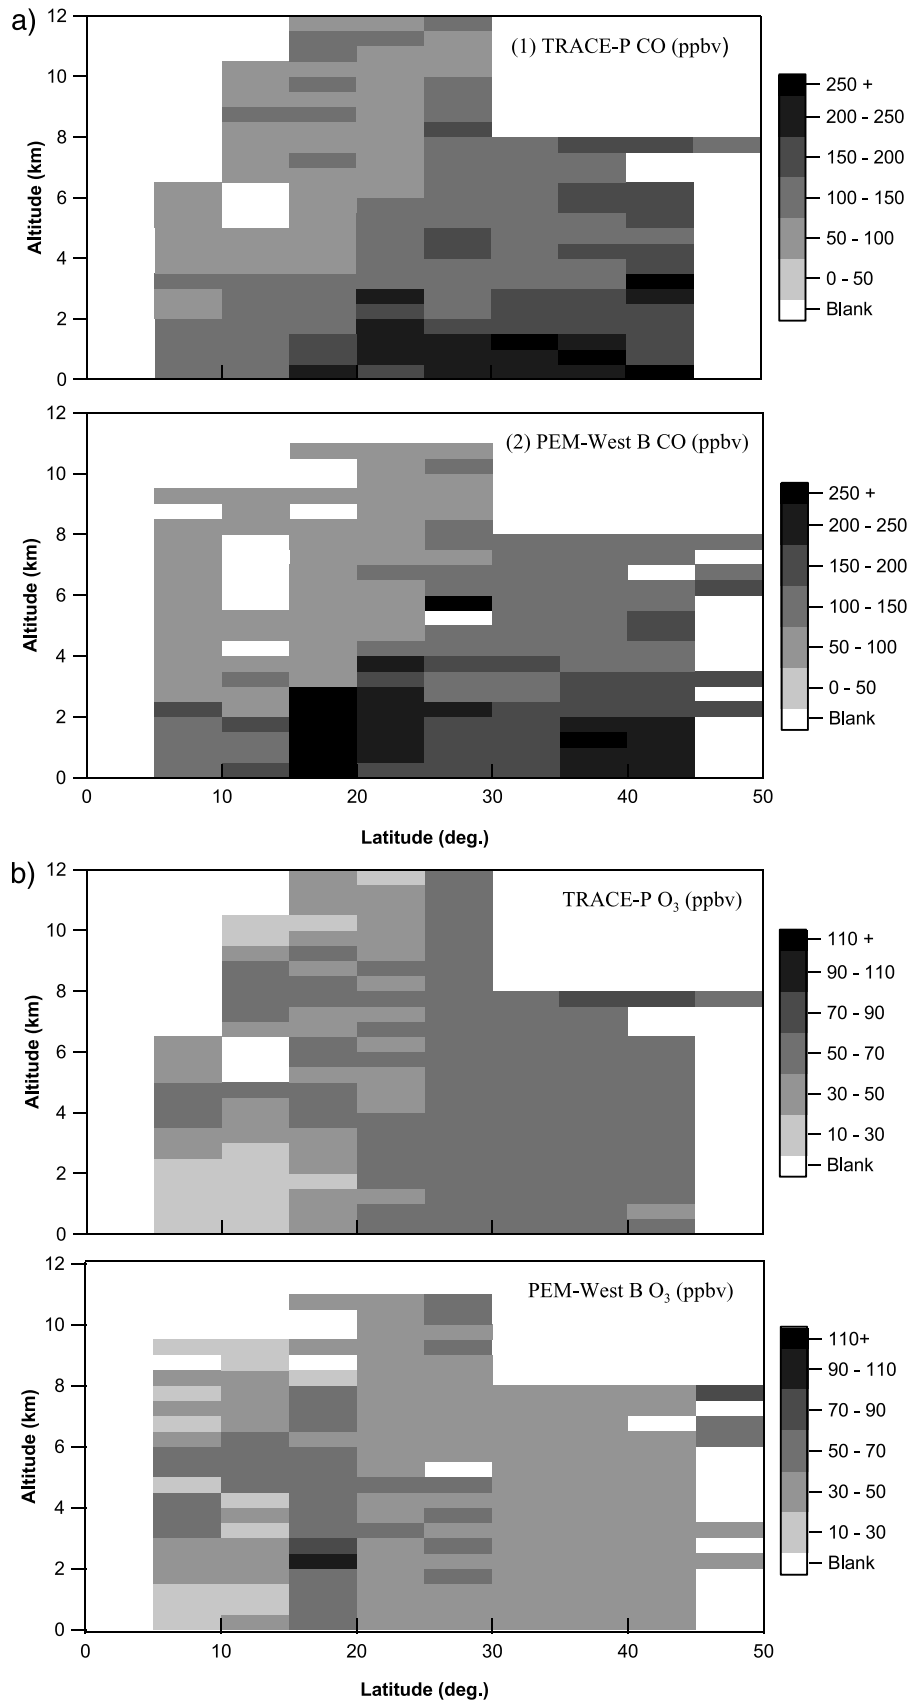 a)
12
10
8
6
4
2
0
Altitude (km)
(1) TRACE-P CO (ppbv)
250 +
200 - 250
150 - 200
100 - 150
50 - 100
0 - 50
Blank
12
10
8
6
4
2
0
Altitude (km)
(2) PEM-West B CO (ppbv)
250 +
200 - 250
150 - 200
100 - 150
50 - 100
0 - 50
Blank
0 10 20 30 40 50
Latitude (deg.)
b)
12
10
8
6
4
2
0
Altitude (km)
TRACE-P O3 (ppbv)
110 +
90 - 110
70 - 90
50 - 70
30 - 50
10 - 30
Blank
12
10
8
6
4
2
0
Altitude (km)
PEM-West B O3 (ppbv)
110+
90 - 110
70 - 90
50 - 70
30 - 50
10 - 30
Blank
0 10 20 30 40 50
Latitude (deg.)